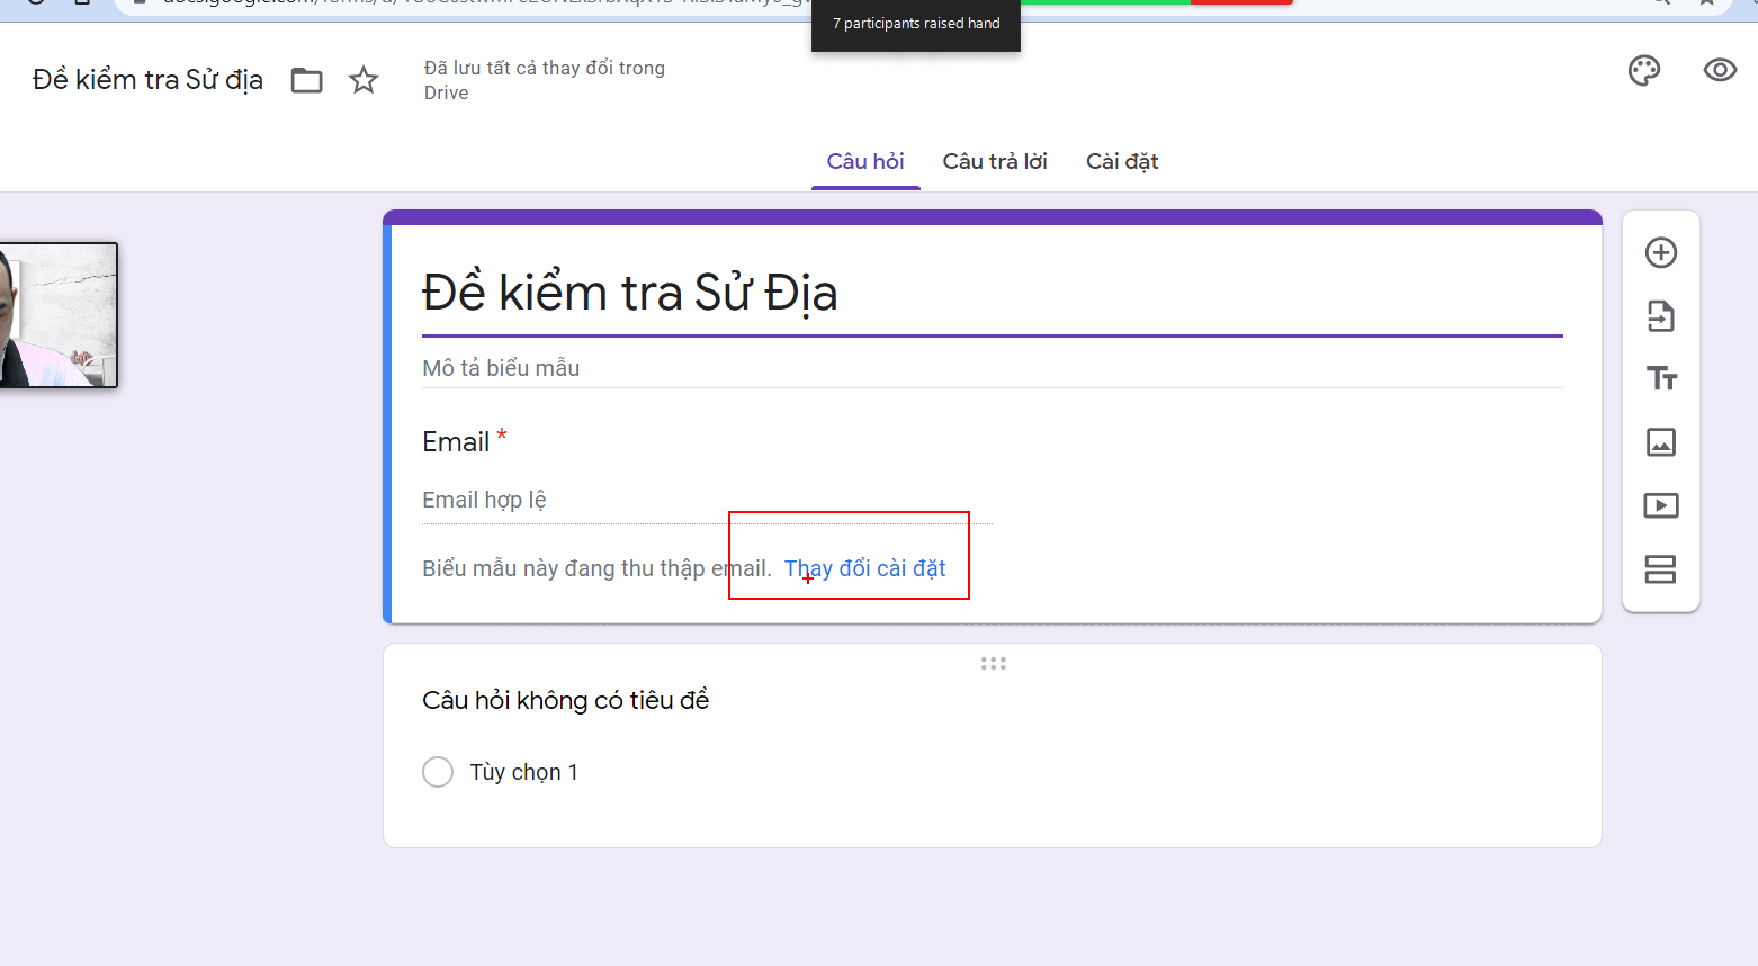 7 participants raised hand
Đề kiểm tra Sử địa
Đã lưu tất cả thay đổi trong
Drive
Câu hỏi Câu trả lời Cài đặt
Đề kiểm tra Sử Địa
Mô tả biểu mẫu
Email *
Email hợp lệ
Biểu mẫu này đang thu thập email. Thay đổi cài đặt
Câu hỏi không có tiêu đề
Tùy chọn 1